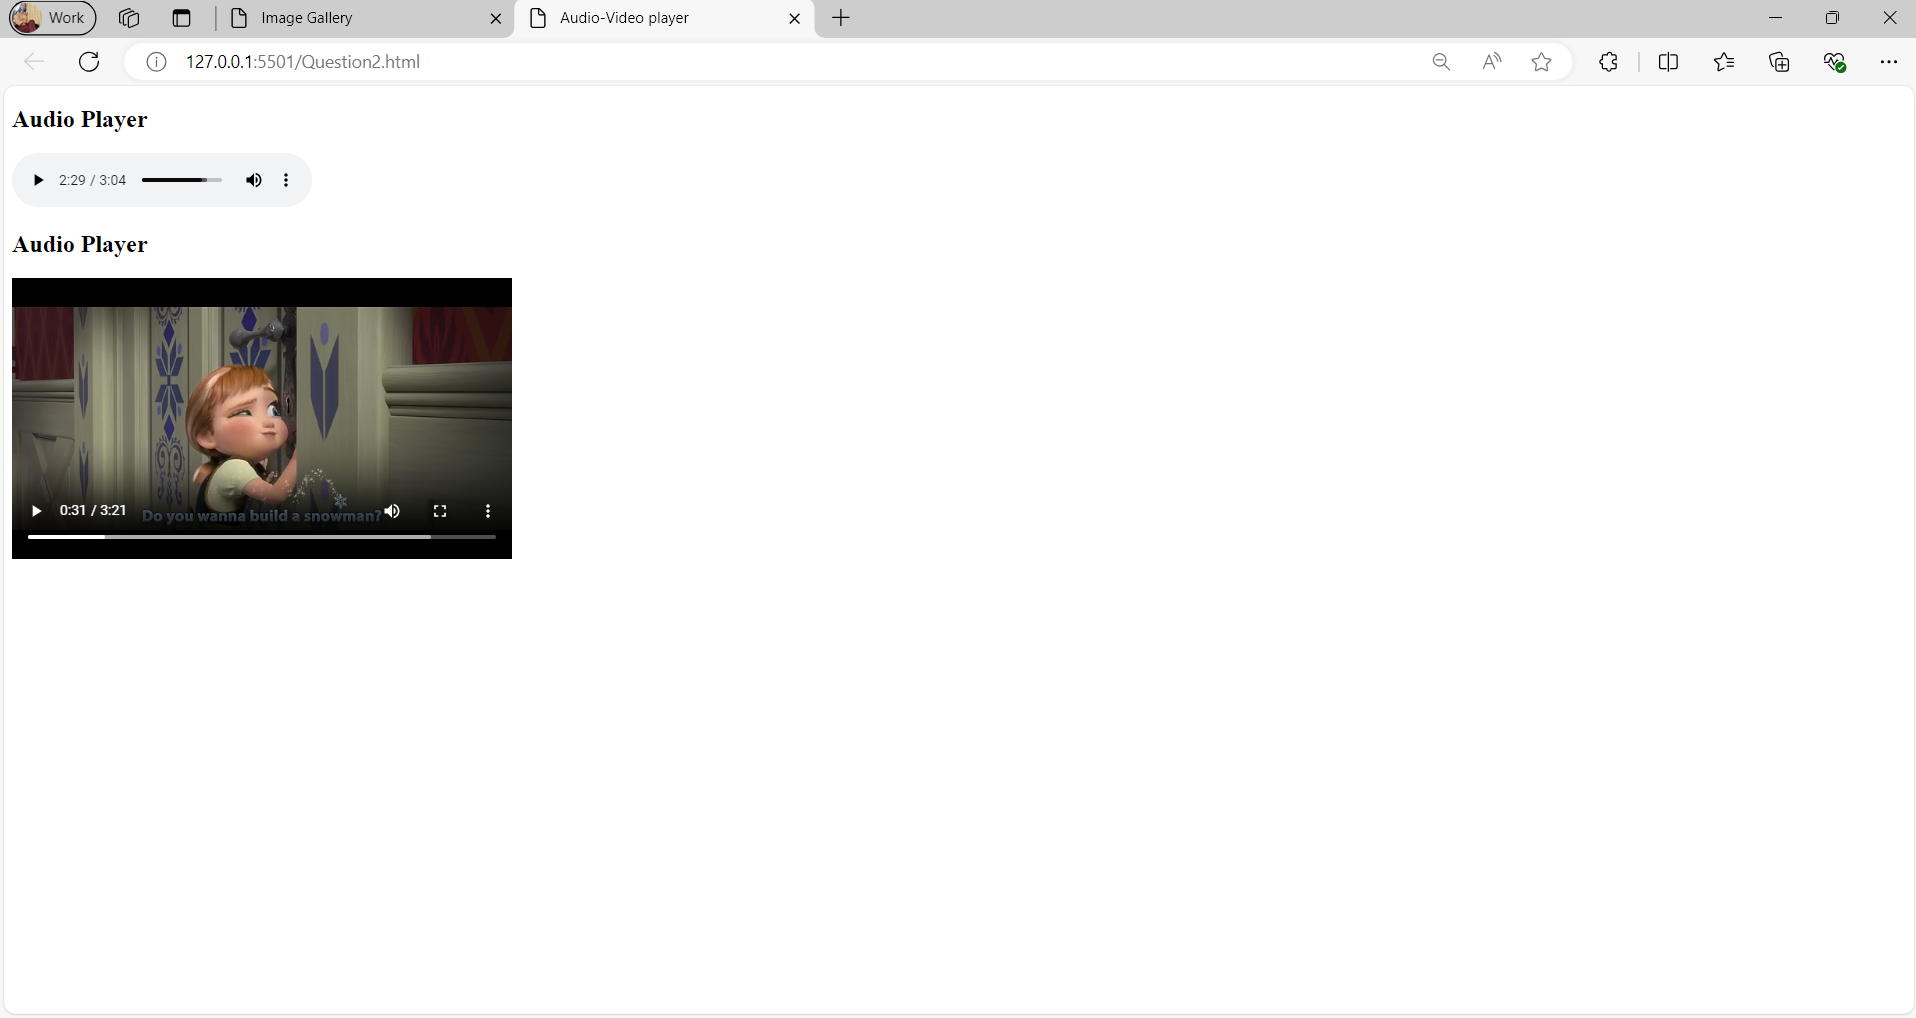 Work
Image Gallery
Audio-Video player
127.0.0.1:5501/Question2.html
Audio Player
2:29 / 3:04
Audio Player
0:31 / 3:21
Do you wanna build a snowman?